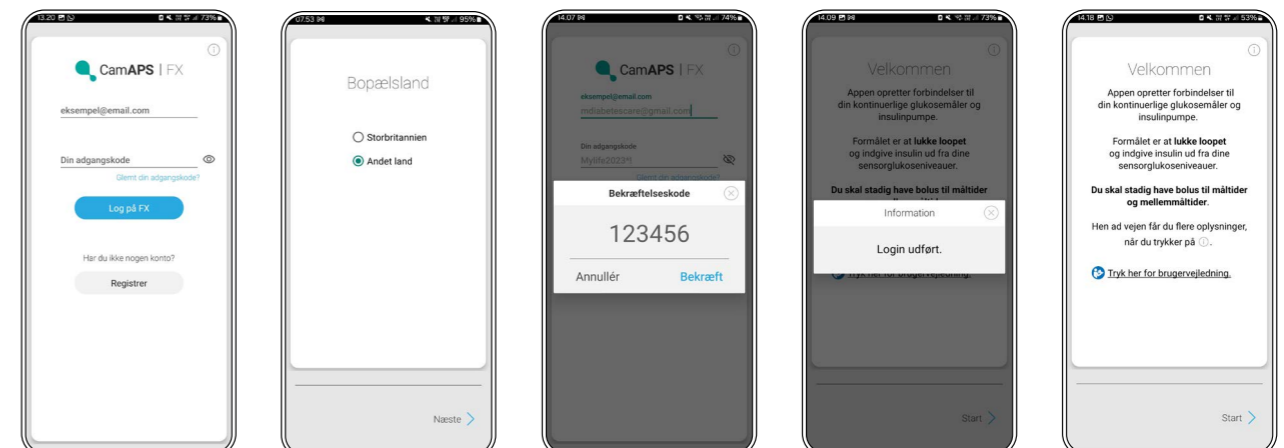 13.20
73%
CamAPS | FX
eksempel@email.com
Din adgangskode
Glemt din adgangskode?
Log på FX
Har du ikke nogen konto?
Registrer
07.53
95%
Bopælsland
Storbritannien
Andet land
Næste
14.07
74%
CamAPS | FX
eksempel@email.com
mdiabetescare@gmail.com
Din adgangskode
Mylife2023*!
Glemt din adgangskode?
Bekræftelseskode
123456
Annullér
Bekræft
14.09
73%
Velkommen
Appen opretter forbindelser til
din kontinuerlige glukosemåler og
insulinpumpe.
Formålet er at lukke loopet
og indgive insulin ud fra dine
sensorglukoseniveauer.
Du skal stadig have bolus til måltider
Information
Login udført.
Tryk her for brugervejledning.
Start
14.18
53%
Velkommen
Appen opretter forbindelser til
din kontinuerlige glukosemåler og
insulinpumpe.
Formålet er at lukke loopet
og indgive insulin ud fra dine
sensorglukoseniveauer.
Du skal stadig have bolus til måltider
og mellemmåltider.
Hen ad vejen får du flere oplysninger,
når du trykker på ⓘ.
Tryk her for brugervejledning.
Start